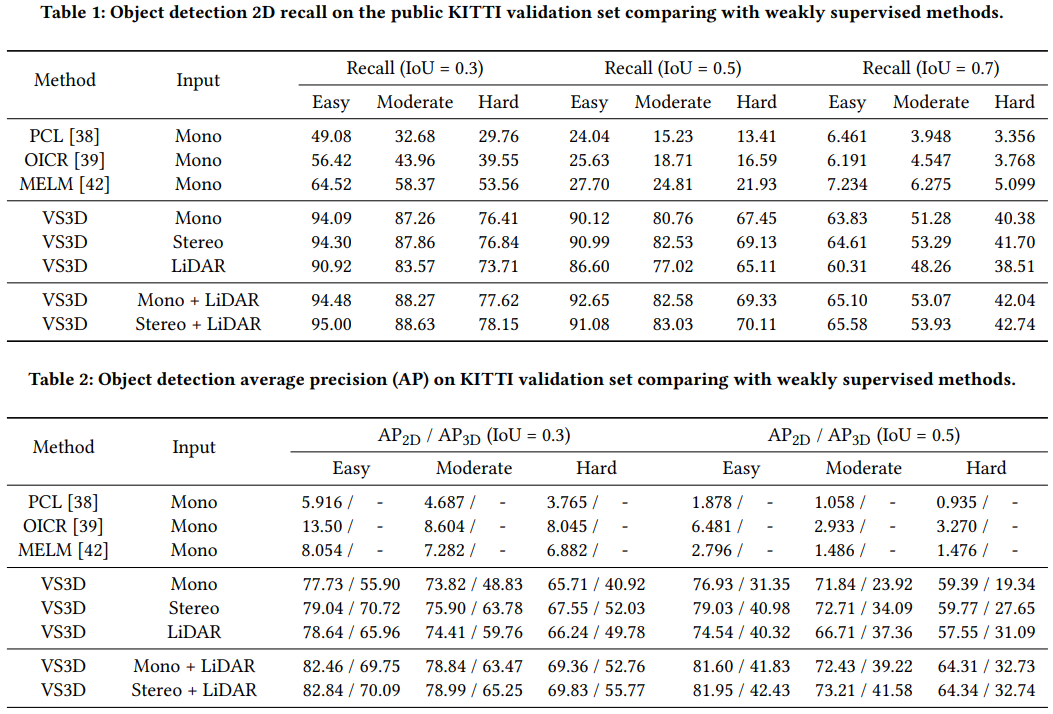 Table 1: Object detection 2D recall on the public KITTI validation set comparing with weakly supervised methods.
Method Input Recall (IoU = 0.3) Recall (IoU = 0.5) Recall (IoU = 0.7)
Easy Moderate Hard Easy Moderate Hard Easy Moderate Hard
PCL [38] Mono 49.08 32.68 29.76 24.04 15.23 13.41 6.461 3.948 3.356
OICR [39] Mono 56.42 43.96 39.55 25.63 18.71 16.59 6.191 4.547 3.768
MELM [42] Mono 64.52 58.37 53.56 27.70 24.81 21.93 7.234 6.275 5.099
VS3D Mono 94.09 87.26 76.41 90.12 80.76 67.45 63.83 51.28 40.38
VS3D Stereo 94.30 87.86 76.84 90.99 82.53 69.13 64.61 53.29 41.70
VS3D LiDAR 90.92 83.57 73.71 86.60 77.02 65.11 60.31 48.26 38.51
VS3D Mono + LiDAR 94.48 88.27 77.62 92.65 82.58 69.33 65.10 53.07 42.04
VS3D Stereo + LiDAR 95.00 88.63 78.15 91.08 83.03 70.11 65.58 53.93 42.74
Table 2: Object detection average precision (AP) on KITTI validation set comparing with weakly supervised methods.
Method Input AP2D / AP3D (IoU = 0.3) AP2D / AP3D (IoU = 0.5)
Easy Moderate Hard Easy Moderate Hard
PCL [38] Mono 5.916 / - 4.687 / - 3.765 / - 1.878 / - 1.058 / - 0.935 / -
OICR [39] Mono 13.50 / - 8.604 / - 8.045 / - 6.481 / - 2.933 / - 3.270 / -
MELM [42] Mono 8.054 / - 7.282 / - 6.882 / - 2.796 / - 1.486 / - 1.476 / -
VS3D Mono 77.73 / 55.90 73.82 / 48.83 65.71 / 40.92 76.93 / 31.35 71.84 / 23.92 59.39 / 19.34
VS3D Stereo 79.04 / 70.72 75.90 / 63.78 67.55 / 52.03 79.03 / 40.98 72.71 / 34.09 59.77 / 27.65
VS3D LiDAR 78.64 / 65.96 74.41 / 59.76 66.24 / 49.78 74.54 / 40.32 66.71 / 37.36 57.55 / 31.09
VS3D Mono + LiDAR 82.46 / 69.75 78.84 / 63.47 69.36 / 52.76 81.60 / 41.83 72.43 / 39.22 64.31 / 32.73
VS3D Stereo + LiDAR 82.84 / 70.09 78.99 / 65.25 69.83 / 55.77 81.95 / 42.43 73.21 / 41.58 64.34 / 32.74